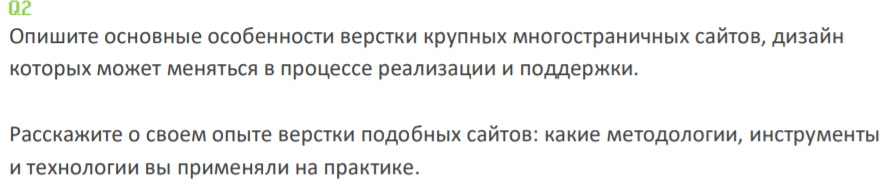 Q2
Опишите основные особенности верстки крупных многостраничных сайтов, дизайн
которых может меняться в процессе реализации и поддержки.
Расскажите о своем опыте верстки подобных сайтов: какие методологии, инструменты
и технологии вы применяли на практике.